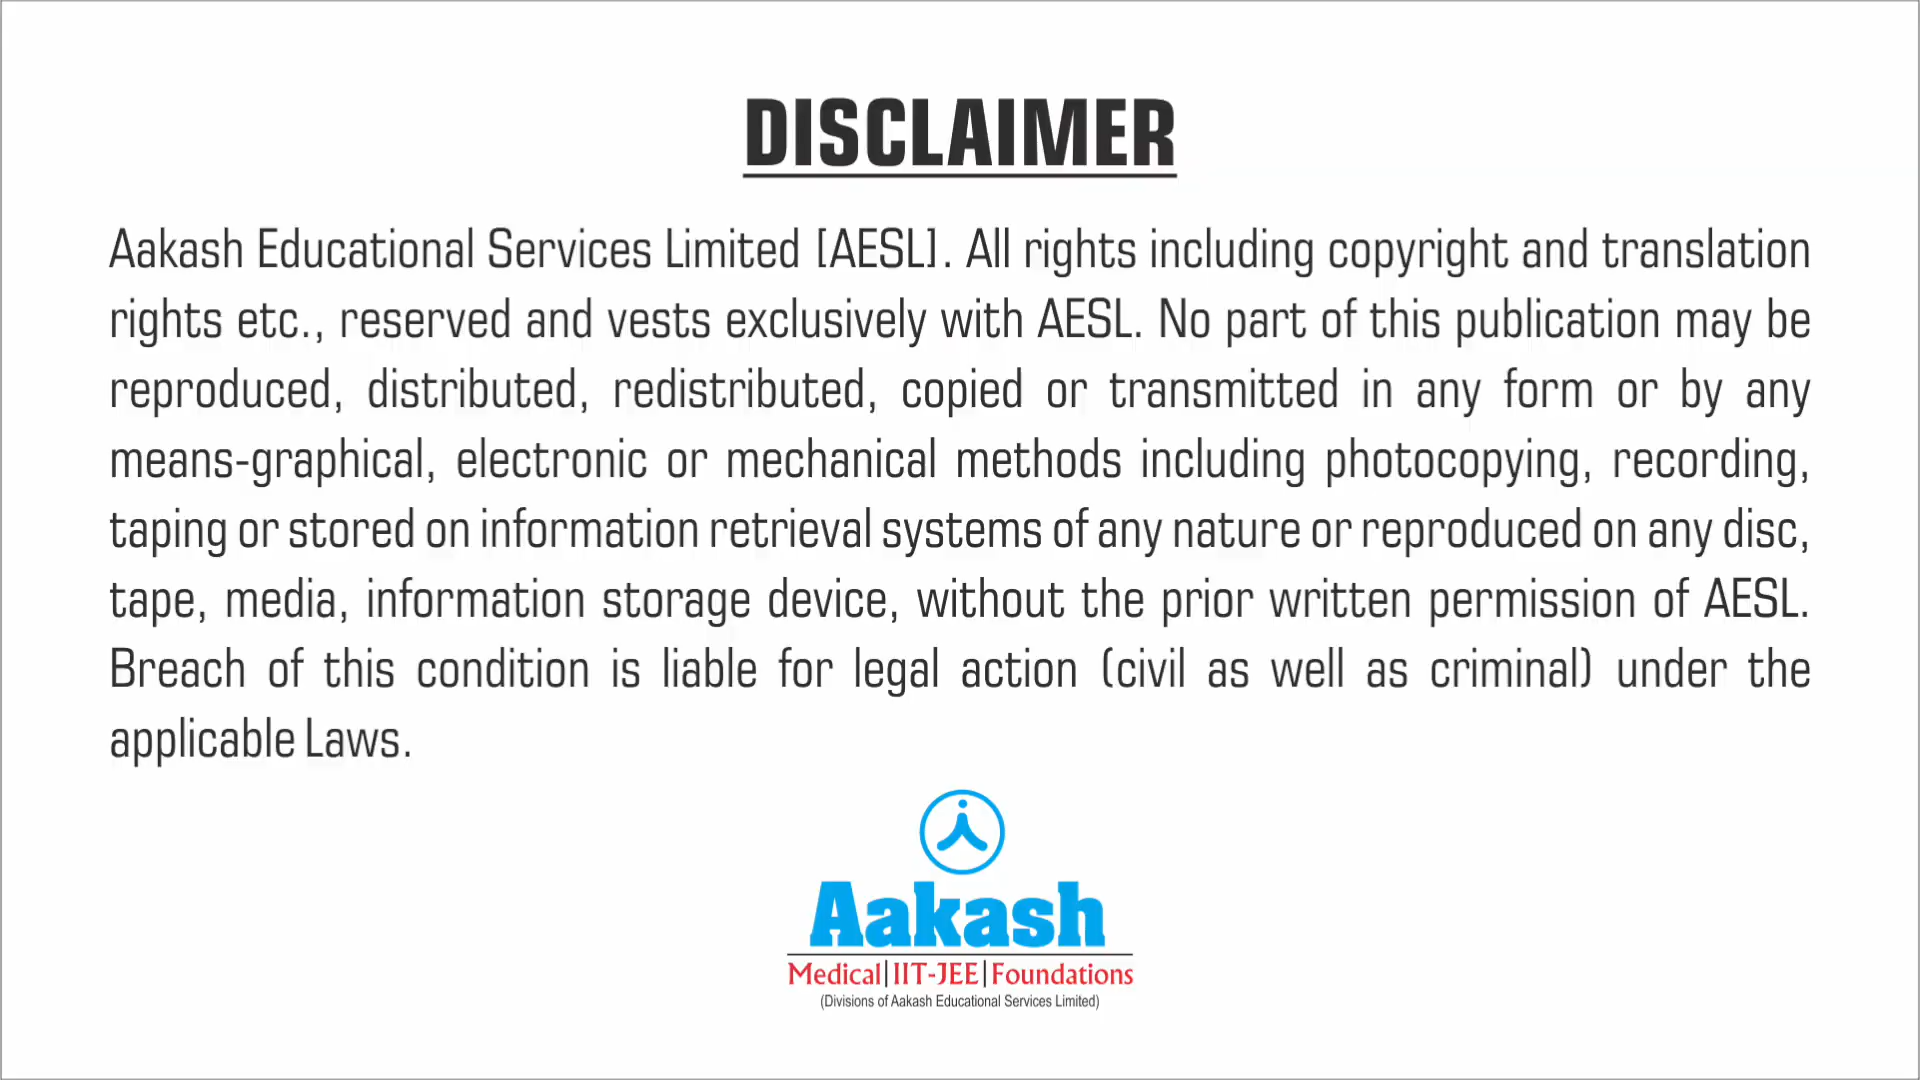 DISCLAIMER
Aakash Educational Services Limited [AESL]. All rights including copyright and translation
rights etc., reserved and vests exclusively with AESL. No part of this publication may be
reproduced, distributed, redistributed, copied or transmitted in any form or by any
means-graphical, electronic or mechanical methods including photocopying, recording,
taping or stored on information retrieval systems of any nature or reproduced on any disc,
tape, media, information storage device, without the prior written permission of AESL.
Breach of this condition is liable for legal action (civil as well as criminal) under the
applicable Laws.
Aakash
Medical|IIT-JEE|Foundations
(Divisions of Aakash Educational Services Limited)